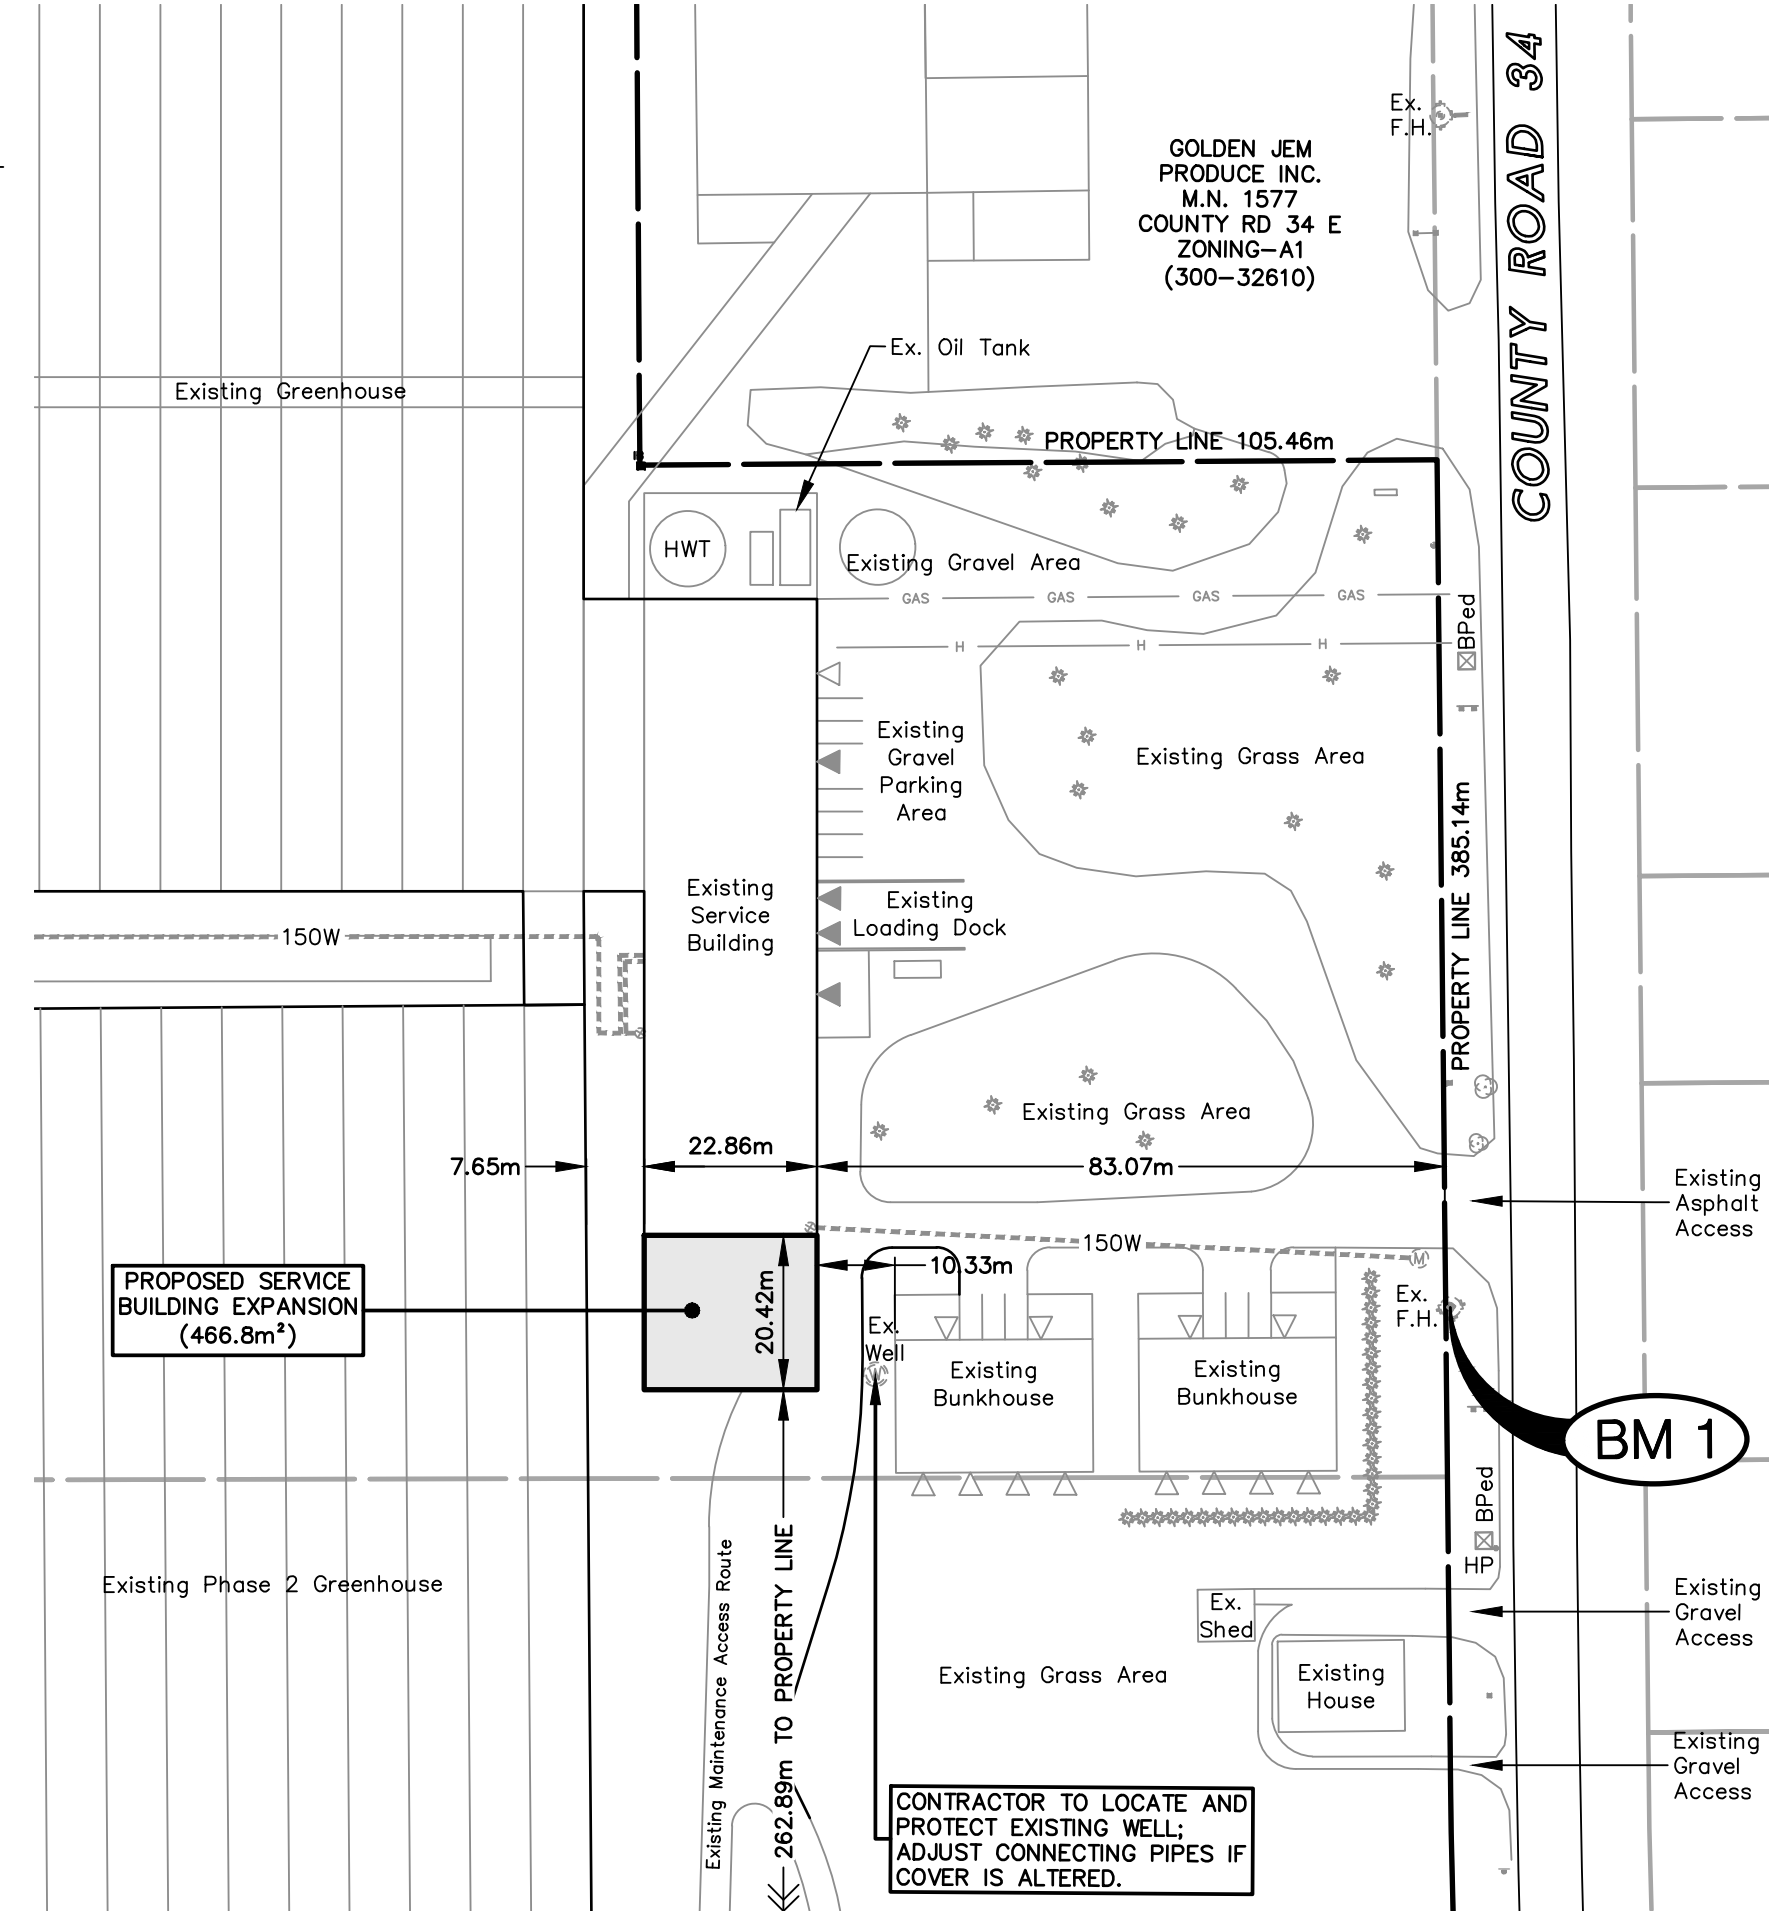 COUNTY ROAD 34
Ex.
F.H.
GOLDEN JEM
PRODUCE INC.
M.N. 1577
COUNTY RD 34 E
ZONING-A1
(300-32610)
Ex. Oil Tank
Existing Greenhouse
PROPERTY LINE 105.46m
HWT
Existing Gravel Area
GAS
GAS
GAS
GAS
BPed
H
H
H
Existing
Gravel
Parking
Area
Existing Grass Area
PROPERTY LINE 385.14m
Existing
Service
Building
Existing
Loading Dock
150W
Existing Grass Area
22.86m
7.65m
83.07m
Existing
Asphalt
Access
150W
M
10.33m
PROPOSED SERVICE
BUILDING EXPANSION
(466.8m²)
20.42m
Ex.
Well
W
Existing
Bunkhouse
Existing
Bunkhouse
Ex.
F.H.
BM 1
BPed
HP
Existing Phase 2 Greenhouse
Existing Maintenance Access Route
262.89m TO PROPERTY LINE
Ex.
Shed
Existing
Gravel
Access
Existing Grass Area
Existing
House
Existing
Gravel
Access
CONTRACTOR TO LOCATE AND
PROTECT EXISTING WELL;
ADJUST CONNECTING PIPES IF
COVER IS ALTERED.